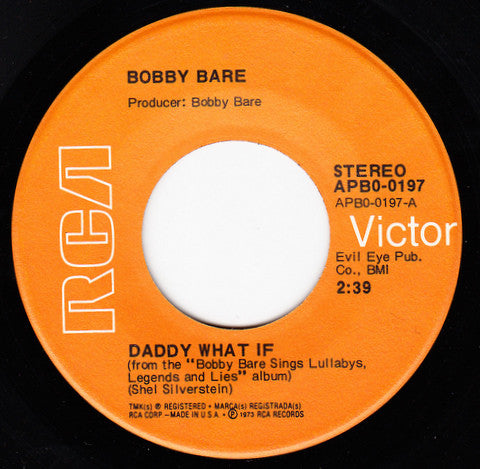 BOBBY BARE
Producer: Bobby Bare
RCA
STEREO
APBO-0197
APBO-0197-A
Victor
Evil Eye Pub.
Co., BMI
2:39
DADDY WHAT IF
(from the "Bobby Bare Sings Lullabys,
Legends and Lies" album)
(Shel Silverstein)
TMK(s) ® REGISTERED • MARCA(s) REGISTRADA(s)
RCA CORP.—MADE IN U.S.A. • ℗ 1973 RCA RECORDS